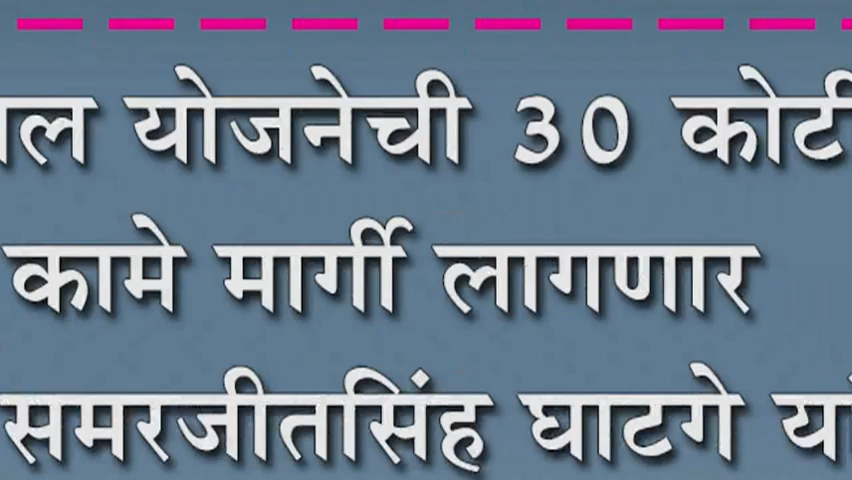 योजनेची 30
कामे मार्गी लागणार
समरजीतसिंह घाटगे